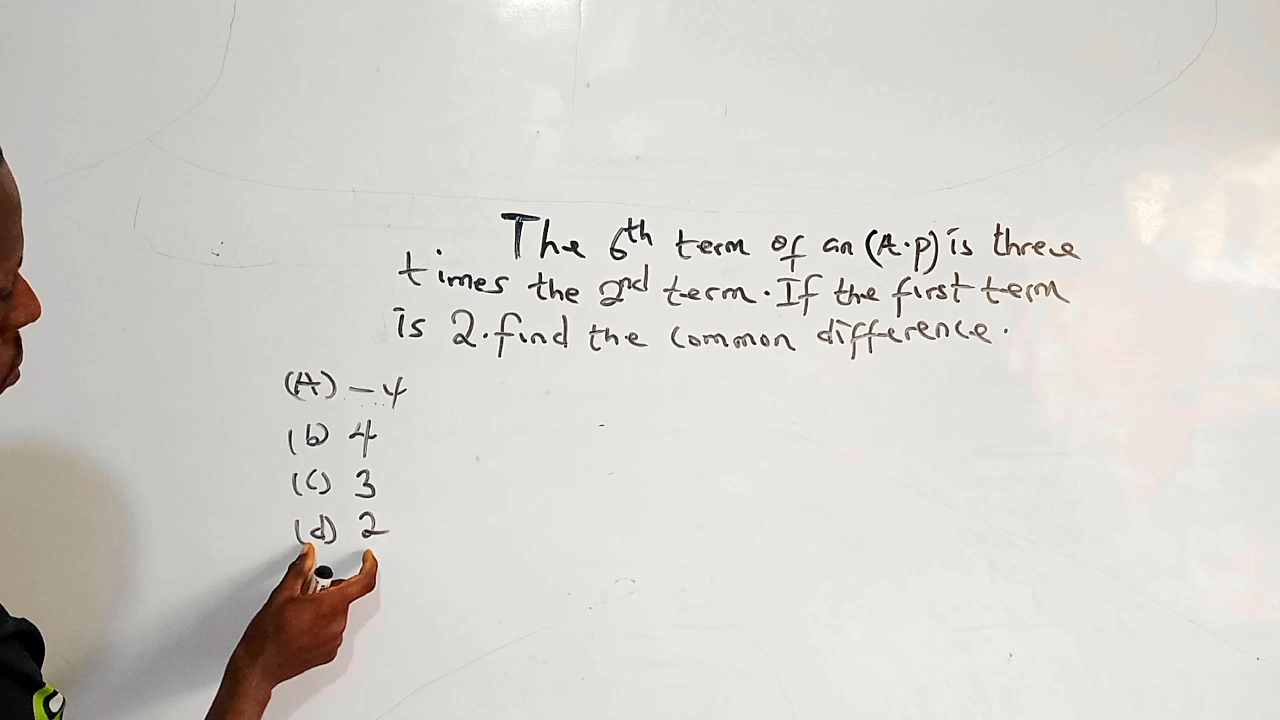 The 6th term of an (A.P) is three
times the 2nd term. If the first term
is 2. find the common difference.
(A) -4
(b) 4
(c) 3
(d) 2